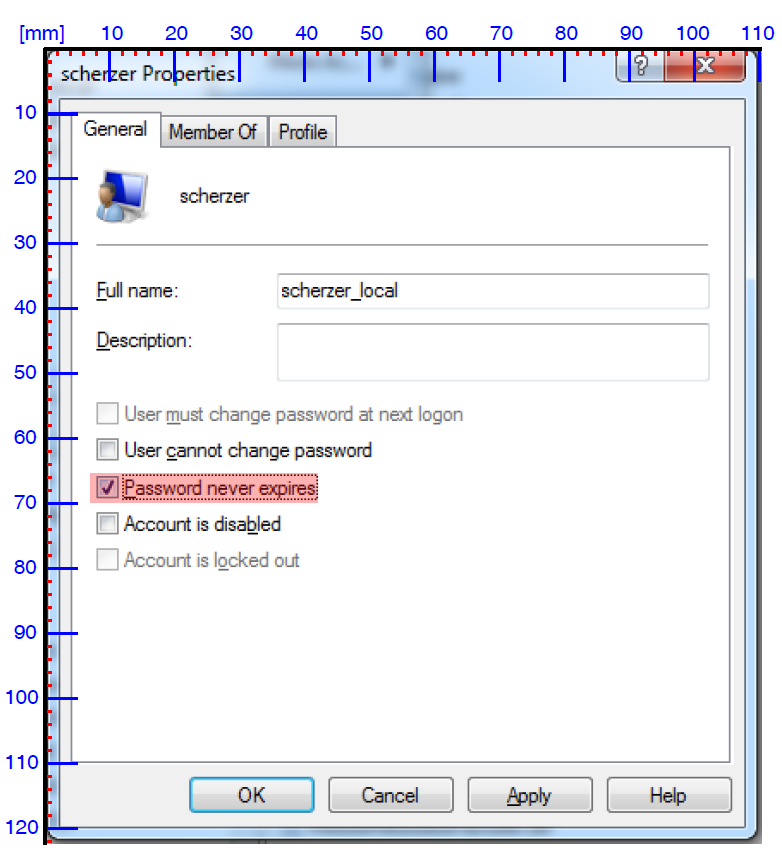 [mm] 10 20 30 40 50 60 70 80 90 100 110
scherzer Properties
10
General Member Of Profile
20
scherzer
30
Full name: scherzer_local
40
Description:
50
User must change password at next logon
60
User cannot change password
Password never expires
70
Account is disabled
Account is locked out
80
90
100
110
OK Cancel Apply Help
120